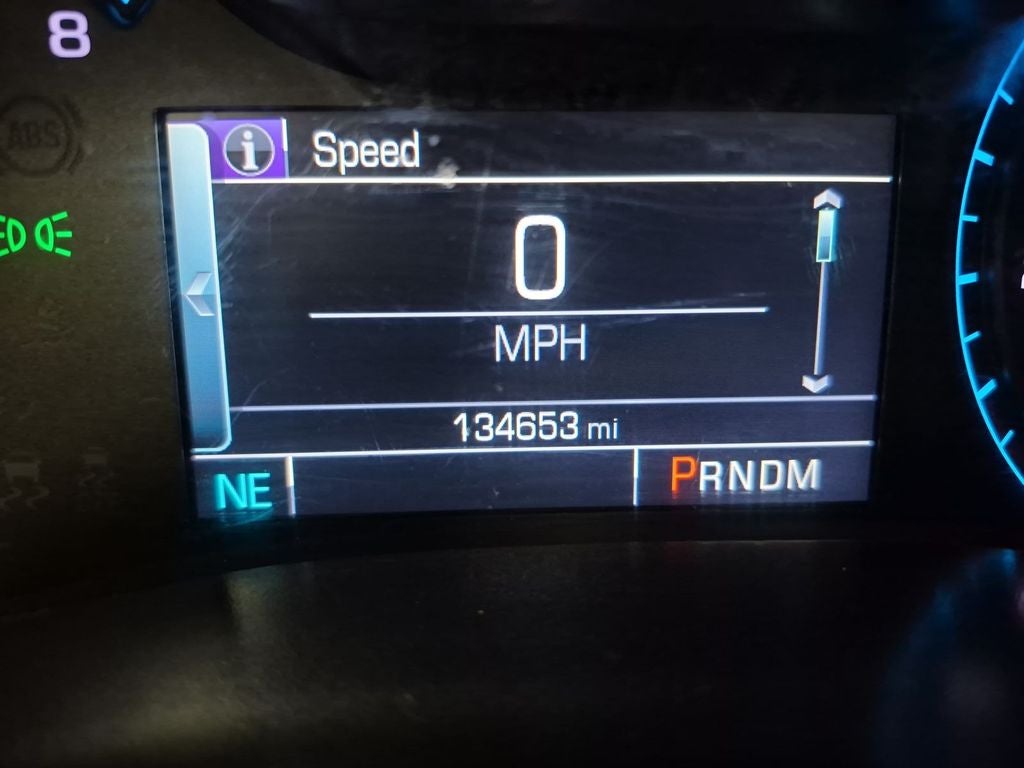 8
ABS
Speed
0
MPH
134653 mi
NE
PRNDM